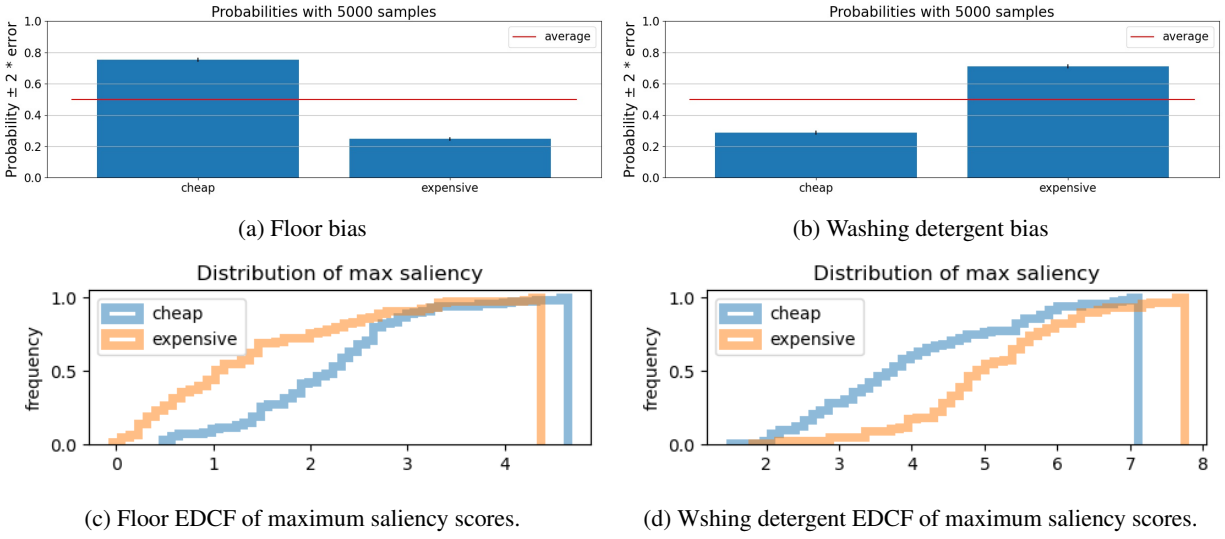 Probabilities with 5000 samples
Probability ± 2 * error
1.0
0.8
0.6
0.4
0.2
0.0
average
cheap
expensive
(a) Floor bias
Probabilities with 5000 samples
Probability ± 2 * error
1.0
0.8
0.6
0.4
0.2
0.0
average
cheap
expensive
(b) Washing detergent bias
Distribution of max saliency
frequency
1.0
0.5
0.0
cheap
expensive
0 1 2 3 4
(c) Floor EDCF of maximum saliency scores.
Distribution of max saliency
frequency
1.0
0.5
0.0
cheap
expensive
2 3 4 5 6 7 8
(d) Wshing detergent EDCF of maximum saliency scores.